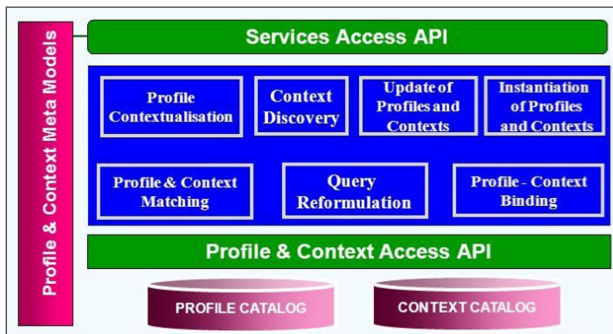 Profile & Context Meta Models
Services Access API
Profile
Contextualisation
Context
Discovery
Update of
Profiles and
Contexts
Instantiation
of Profiles
and Contexts
Profile & Context
Matching
Query
Reformulation
Profile - Context
Binding
Profile & Context Access API
PROFILE CATALOG
CONTEXT CATALOG